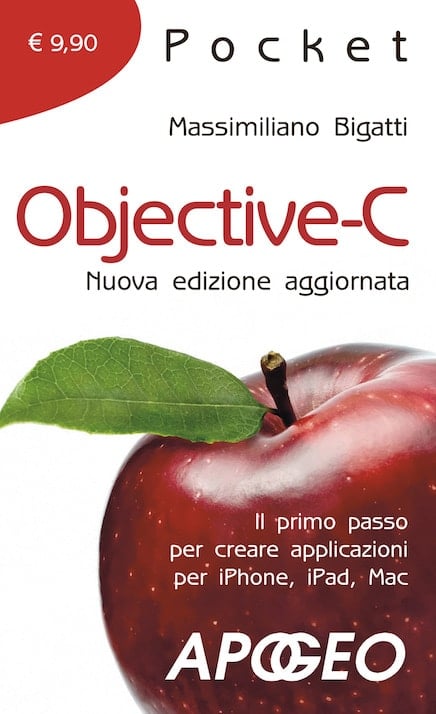 € 9,90
Pocket
Massimiliano Bigatti
Objective-C
Nuova edizione aggiornata
Il primo passo
per creare applicazioni
per iPhone, iPad, Mac
APOGEO